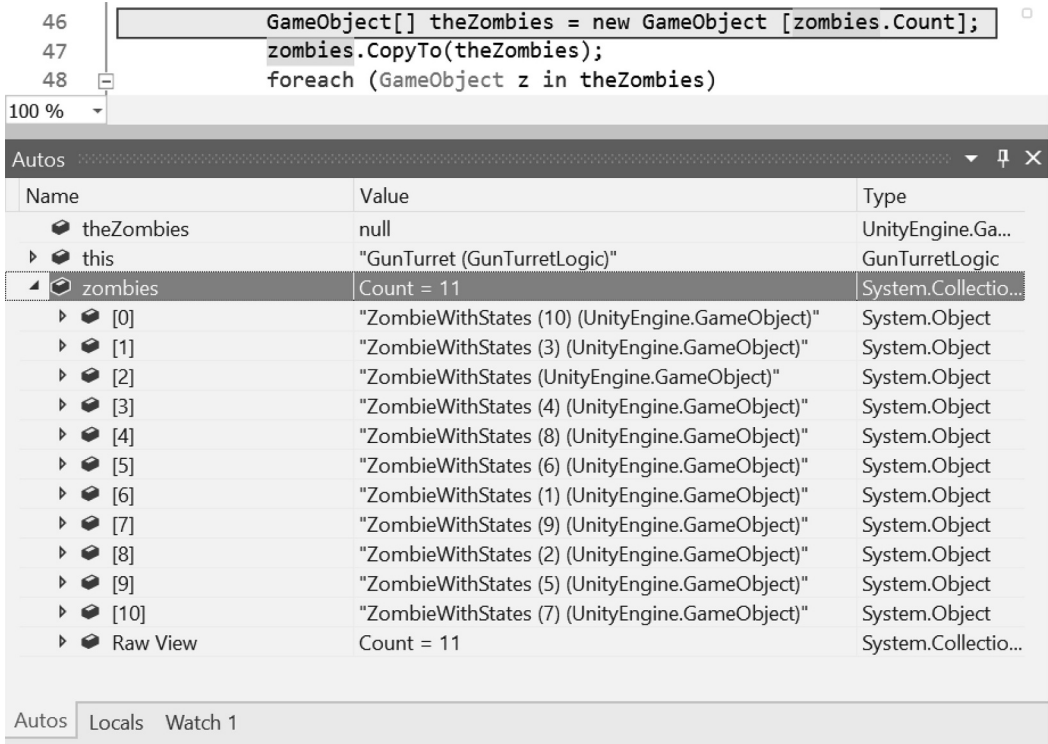 46 GameObject[] theZombies = new GameObject [zombies.Count];
47 zombies.CopyTo(theZombies);
48 foreach (GameObject z in theZombies)
100 %
Autos
Name Value Type
theZombies null UnityEngine.Ga...
this "GunTurret (GunTurretLogic)" GunTurretLogic
zombies Count = 11 System.Collectio...
[0] "ZombieWithStates (10) (UnityEngine.GameObject)" System.Object
[1] "ZombieWithStates (3) (UnityEngine.GameObject)" System.Object
[2] "ZombieWithStates (UnityEngine.GameObject)" System.Object
[3] "ZombieWithStates (4) (UnityEngine.GameObject)" System.Object
[4] "ZombieWithStates (8) (UnityEngine.GameObject)" System.Object
[5] "ZombieWithStates (6) (UnityEngine.GameObject)" System.Object
[6] "ZombieWithStates (1) (UnityEngine.GameObject)" System.Object
[7] "ZombieWithStates (9) (UnityEngine.GameObject)" System.Object
[8] "ZombieWithStates (2) (UnityEngine.GameObject)" System.Object
[9] "ZombieWithStates (5) (UnityEngine.GameObject)" System.Object
[10] "ZombieWithStates (7) (UnityEngine.GameObject)" System.Object
Raw View Count = 11 System.Collectio...
Autos Locals Watch 1